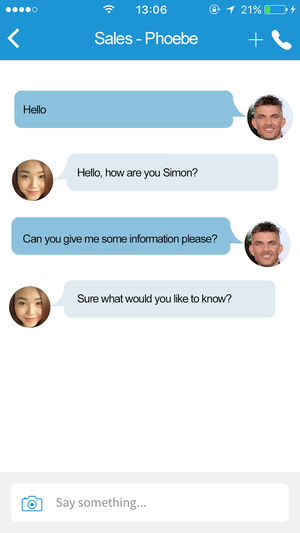 13:06
21%
Sales - Phoebe
Hello
Hello, how are you Simon?
Can you give me some information please?
Sure what would you like to know?
Say something...